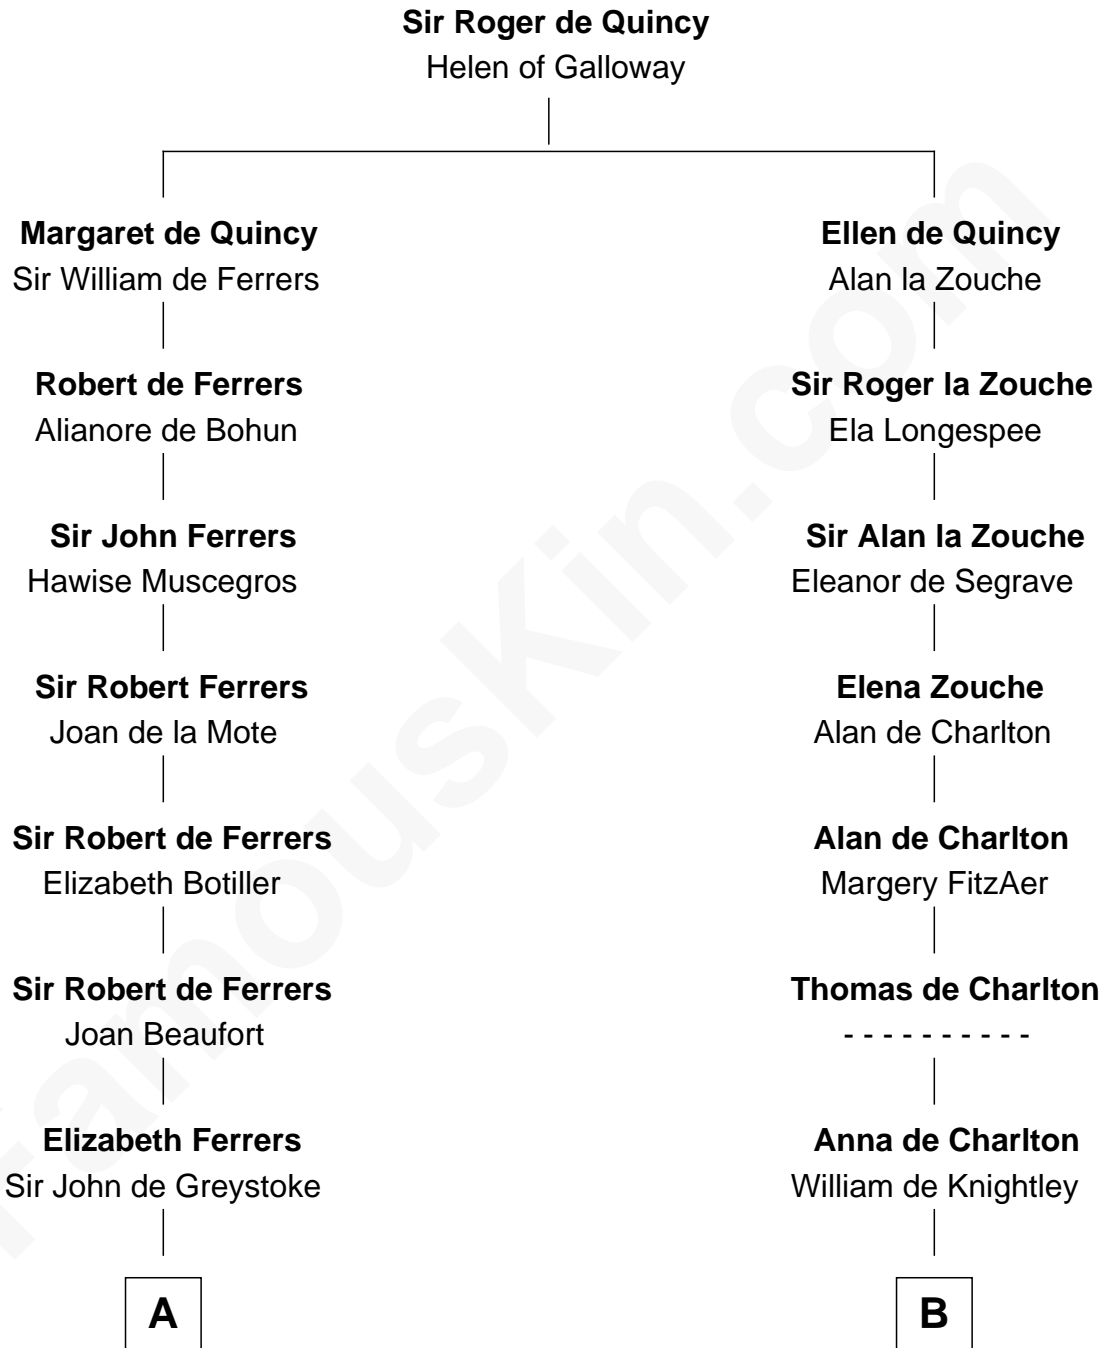 Sir Roger de Quincy
Helen of Galloway
Margaret de Quincy
Sir William de Ferrers
Ellen de Quincy
Alan la Zouche
Robert de Ferrers
Alianore de Bohun
Sir Roger la Zouche
Ela Longespee
Sir John Ferrers
Hawise Muscegros
Sir Alan la Zouche
Eleanor de Segrave
Sir Robert Ferrers
Joan de la Mote
Elena Zouche
Alan de Charlton
Sir Robert de Ferrers
Elizabeth Botiller
Alan de Charlton
Margery FitzAer
Sir Robert de Ferrers
Joan Beaufort
Thomas de Charlton
- - - - - - - - - -
Elizabeth Ferrers
Sir John de Greystoke
Anna de Charlton
William de Knightley
A
B
FamousKin.com